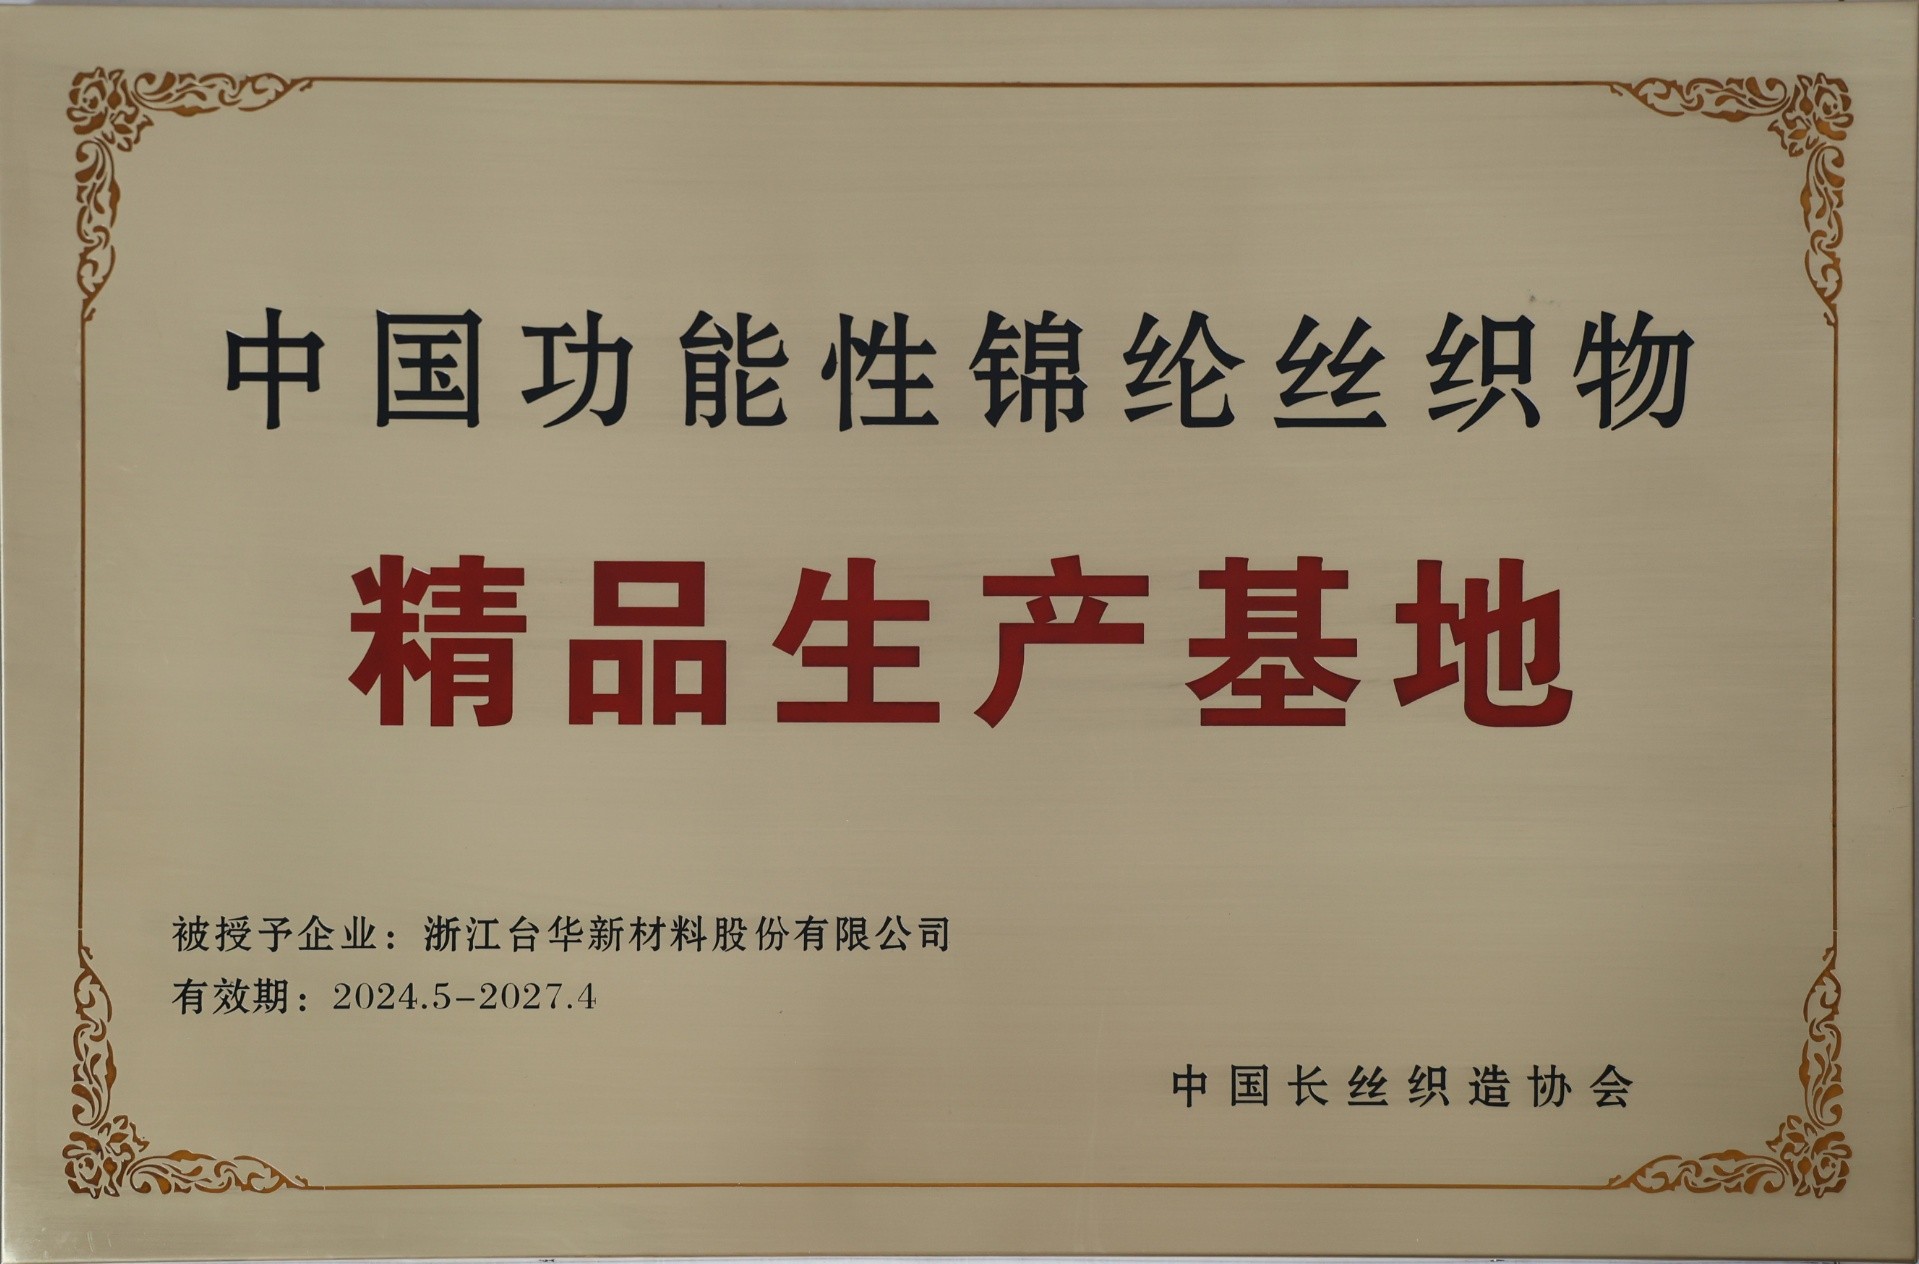 中国功能性锦纶丝织物
精品生产基地
被授予企业：浙江台华新材料股份有限公司
有效期：2024.5-2027.4
中国长丝织造协会